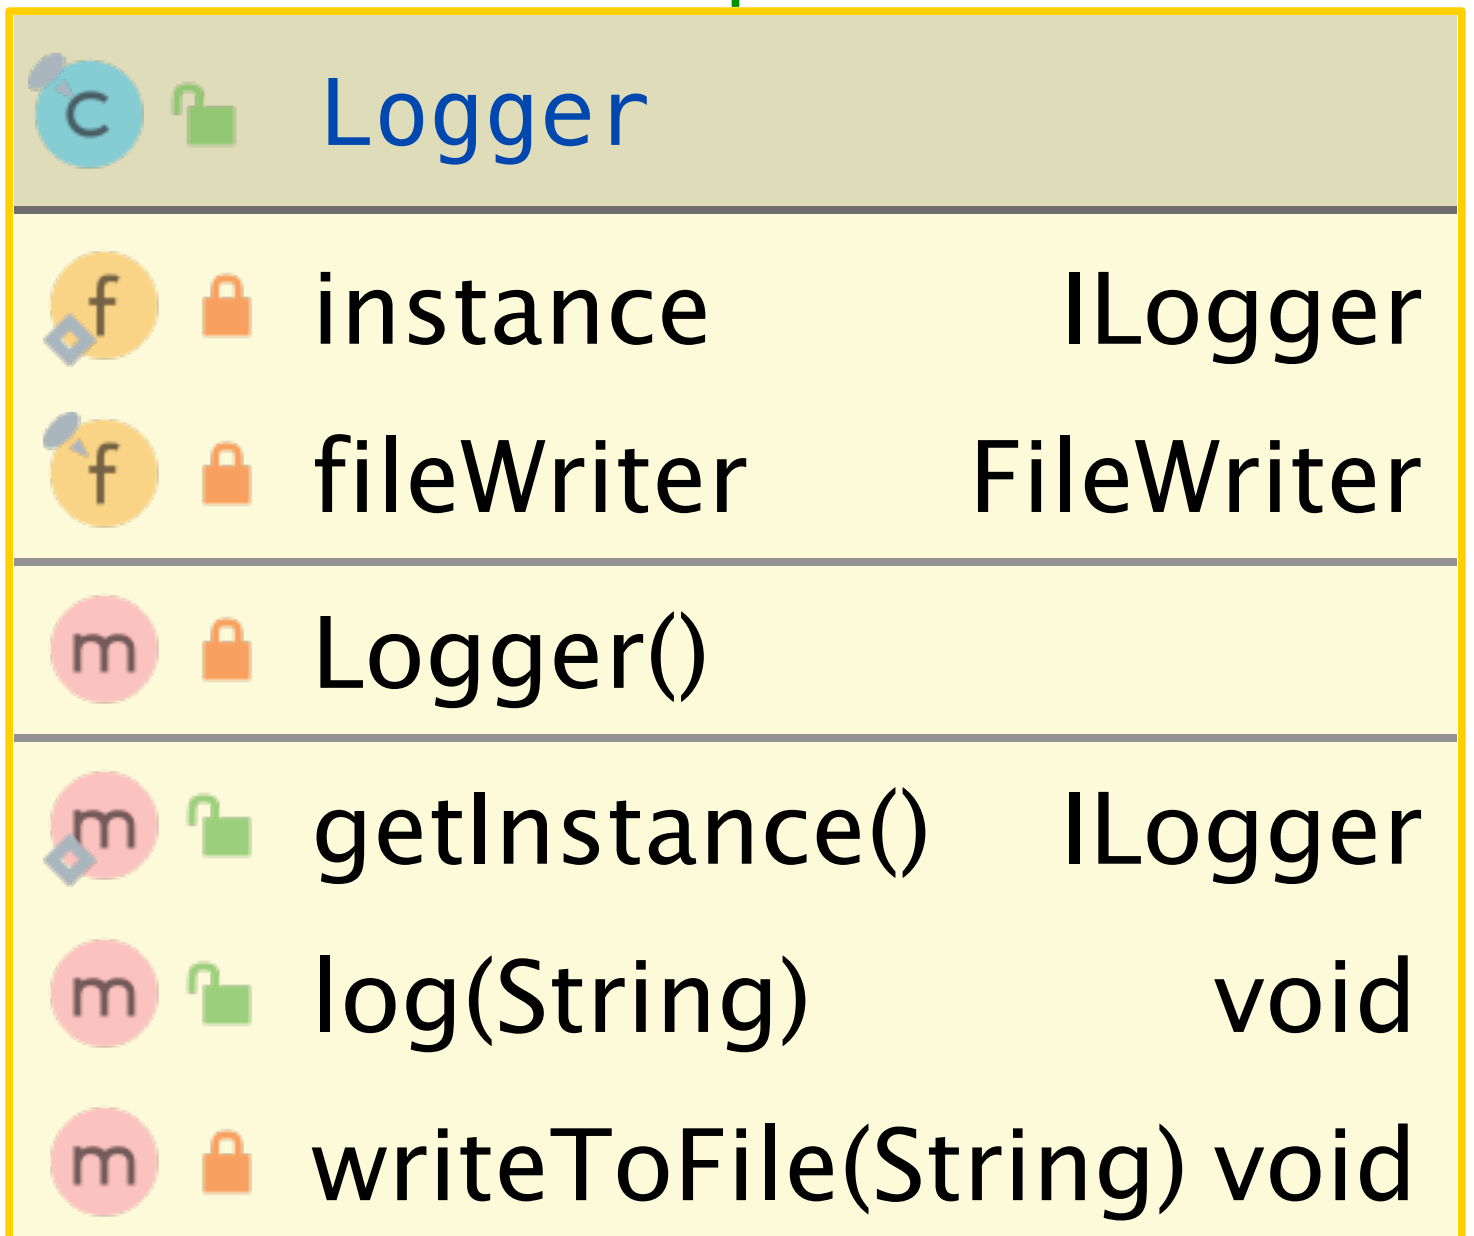 C Logger
f instance ILogger
f fileWriter FileWriter
m Logger()
m getInstance() ILogger
m log(String) void
m writeToFile(String) void